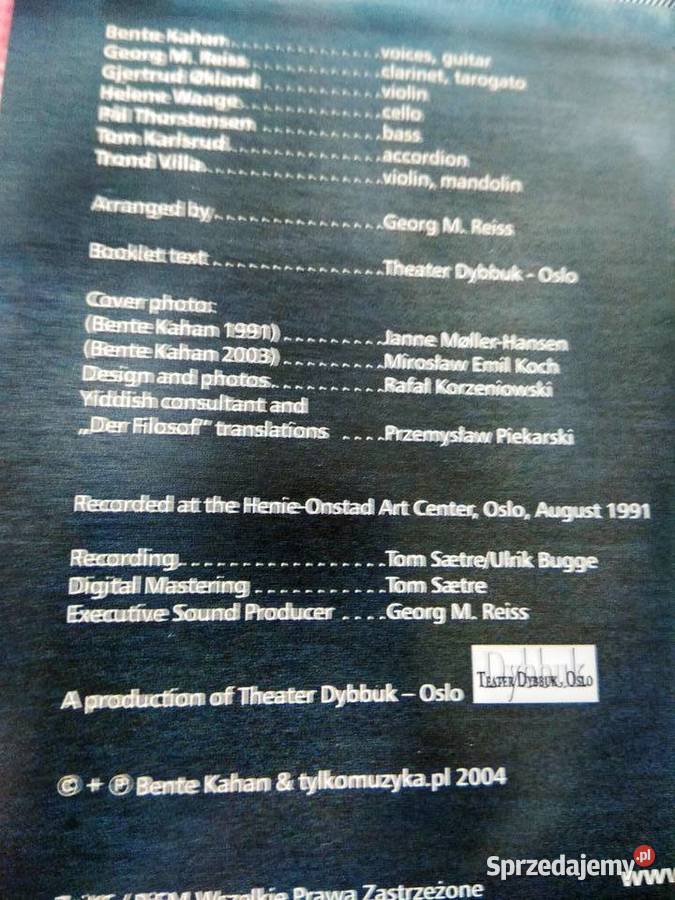 Bente Kahan................voices, guitar
Georg M. Reiss................clarinet, tarogato
Gjertrud Økland................violin
Helene Waage................cello
Pål Thorstensen................bass
Tom Karlsrud................accordion
Trond Villa................violin, mandolin
Arranged by................Georg M. Reiss
Booklet text................Theater Dybbuk - Oslo
Cover photo:
(Bente Kahan 1991).........Janne Møller-Hansen
(Bente Kahan 2003).........Mirosław Emil Koch
Design and photos..........Rafał Korzeniowski
Yiddish consultant and
„Der Filosof” translations ....Przemysław Piekarski
Recorded at the Henie-Onstad Art Center, Oslo, August 1991
Recording..................Tom Sætre/Ulrik Bugge
Digital Mastering............Tom Sætre
Executive Sound Producer ....Georg M. Reiss
A production of Theater Dybbuk – Oslo
Dybbuk
TEATER DYBBUK, OSLO
© + ℗ Bente Kahan & tylkomuzyka.pl 2004
Wszelkie Prawa Zastrzeżone
www
Sprzedajemy.pl